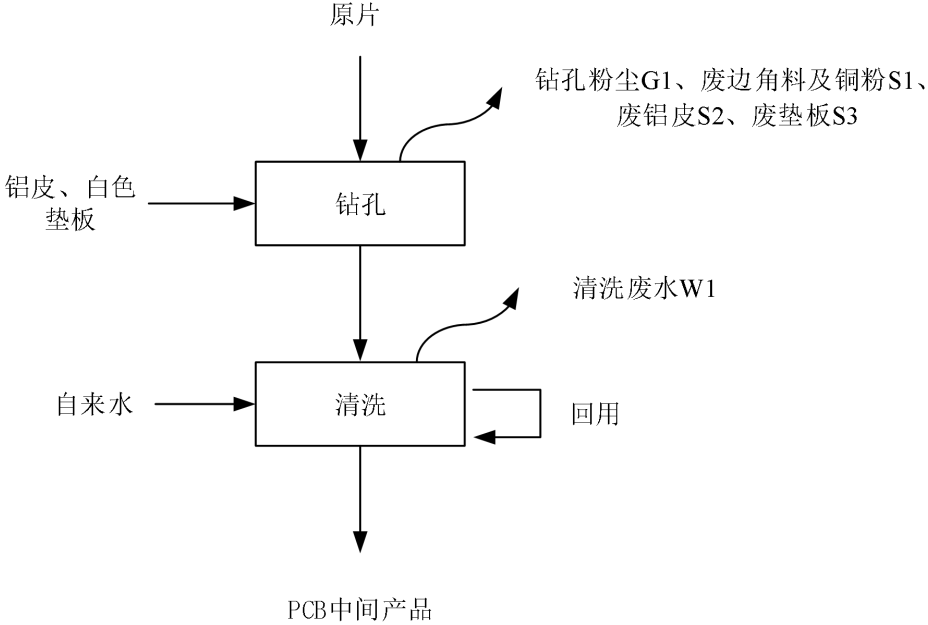 原片
钻孔粉尘G1、废边角料及铜粉S1、
废铝皮S2、废垫板S3
铝皮、白色
垫板
钻孔
清洗废水W1
自来水
清洗
回用
PCB中间产品